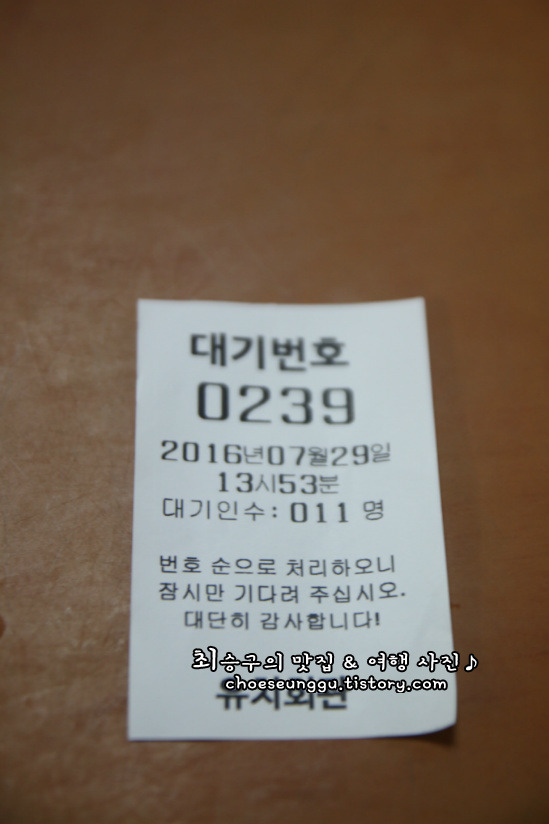 대기번호
0239
2016년07월29일
13시53분
대기인수: 011 명
번호 순으로 처리하오니
잠시만 기다려 주십시오.
대단히 감사합니다!
최승구의 맛집 & 여행 사진♪
choeseunggu.tistory.com